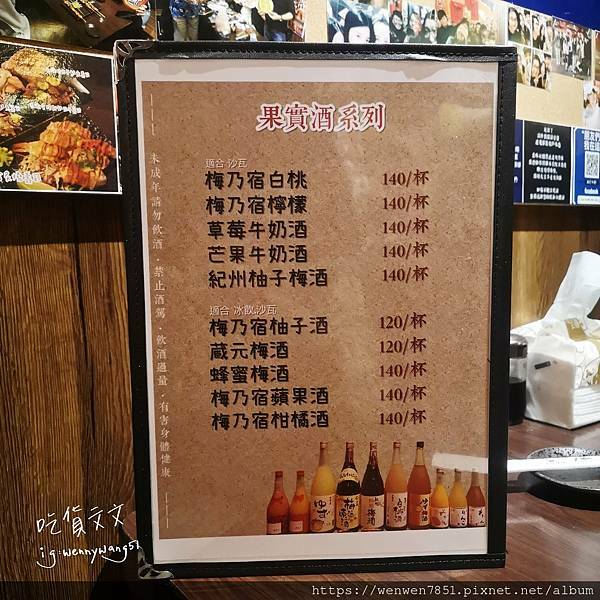 果實酒系列
適合 沙瓦
梅乃宿白桃 140/杯
梅乃宿檸檬 140/杯
草莓牛奶酒 140/杯
芒果牛奶酒 140/杯
紀州柚子梅酒 140/杯
適合 冰飲.沙瓦
梅乃宿柚子酒 120/杯
蔵元梅酒 120/杯
蜂蜜梅酒 140/杯
梅乃宿蘋果酒 140/杯
梅乃宿柑橘酒 140/杯
未成年請勿飲酒．禁止酒駕．飲酒過量．有害身體健康
ゆず
梅酒
吃貨文文
ig:wennywang51
https://wenwen7851.pixnet.net/album